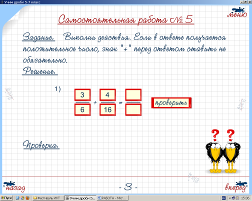 меню
Самостоятельная работа № 5
Задание. Выполни действия. Если в ответе получается
положительное число, знак "+" перед ответом ставить не
обязательно.
Решение.
1) 3/6 + 4/16 =
проверить
Проверка.
назад
- 3 -
вперед